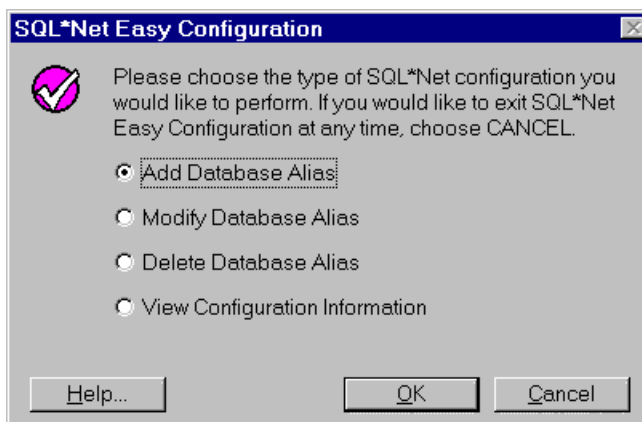 SQL*Net Easy Configuration
Please choose the type of SQL*Net configuration you
would like to perform. If you would like to exit SQL*Net
Easy Configuration at any time, choose CANCEL.
Add Database Alias
Modify Database Alias
Delete Database Alias
View Configuration Information
Help...
OK
Cancel